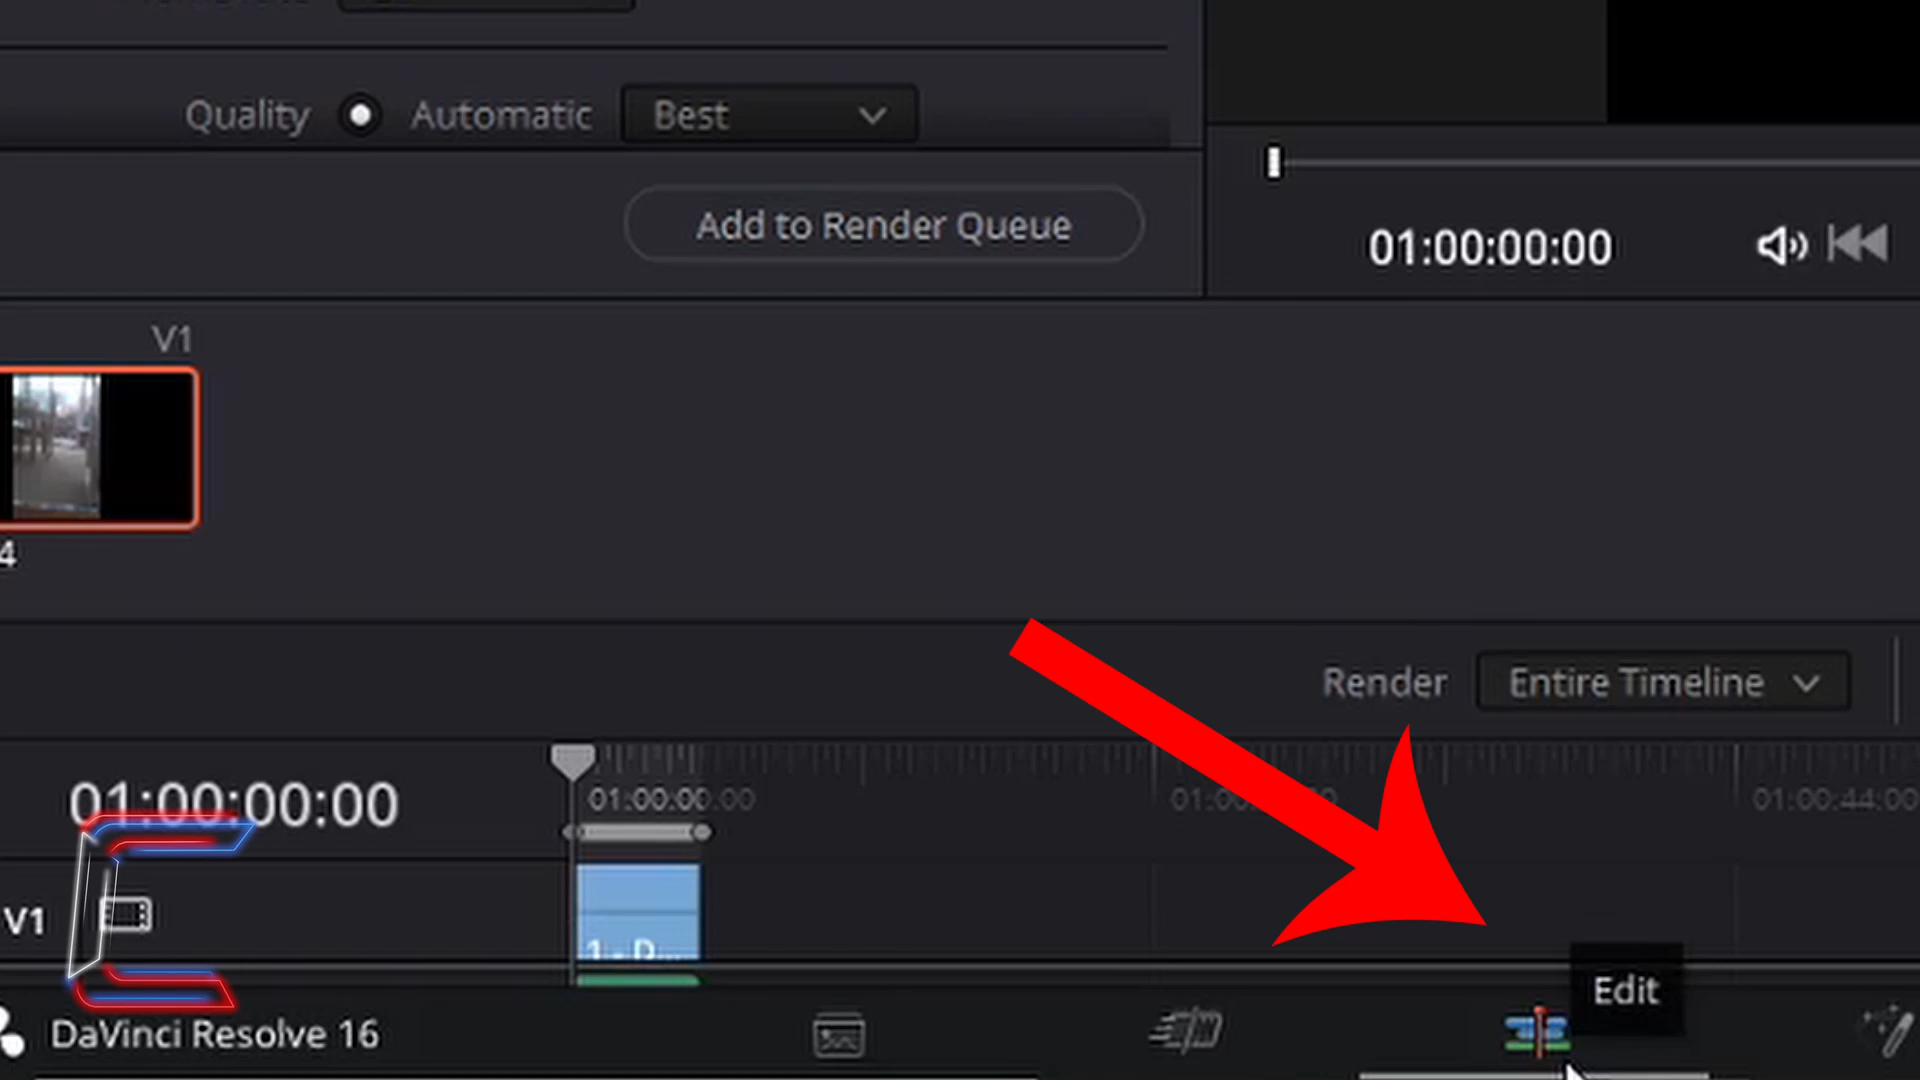 Quality Automatic Best
Add to Render Queue
01:00:00:00
V1
4
Render Entire Timeline
01:00:00:00
01:00:00:00
01:00:44:00
V1
1 - D...
Edit
DaVinci Resolve 16